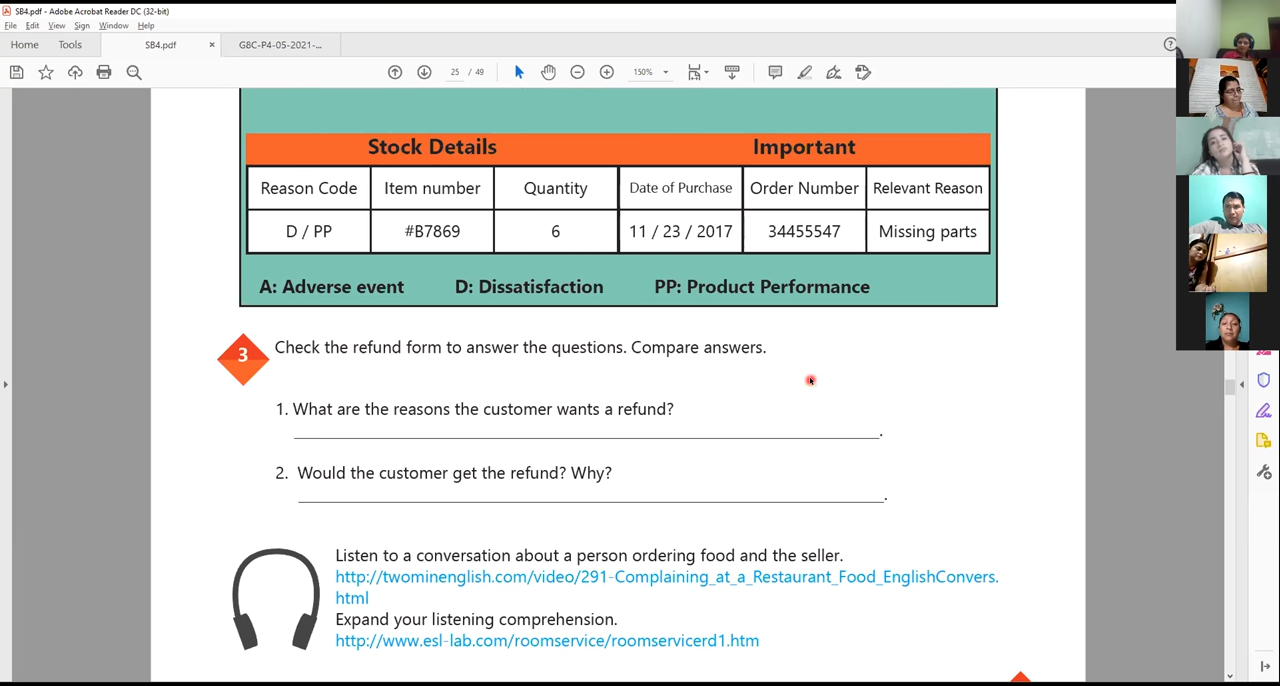 SB4.pdf - Adobe Acrobat Reader DC (32-bit)
File Edit View Sign Window Help
Home Tools SB4.pdf × G8C-P4-05-2021-...
25 / 49 150%
Stock Details Important
Reason Code Item number Quantity Date of Purchase Order Number Relevant Reason
D / PP #B7869 6 11 / 23 / 2017 34455547 Missing parts
A: Adverse event D: Dissatisfaction PP: Product Performance
3 Check the refund form to answer the questions. Compare answers.
1. What are the reasons the customer wants a refund?
2. Would the customer get the refund? Why?
Listen to a conversation about a person ordering food and the seller.
http://twominenglish.com/video/291-Complaining_at_a_Restaurant_Food_EnglishConvers.
html
Expand your listening comprehension.
http://www.esl-lab.com/roomservice/roomservicerd1.htm